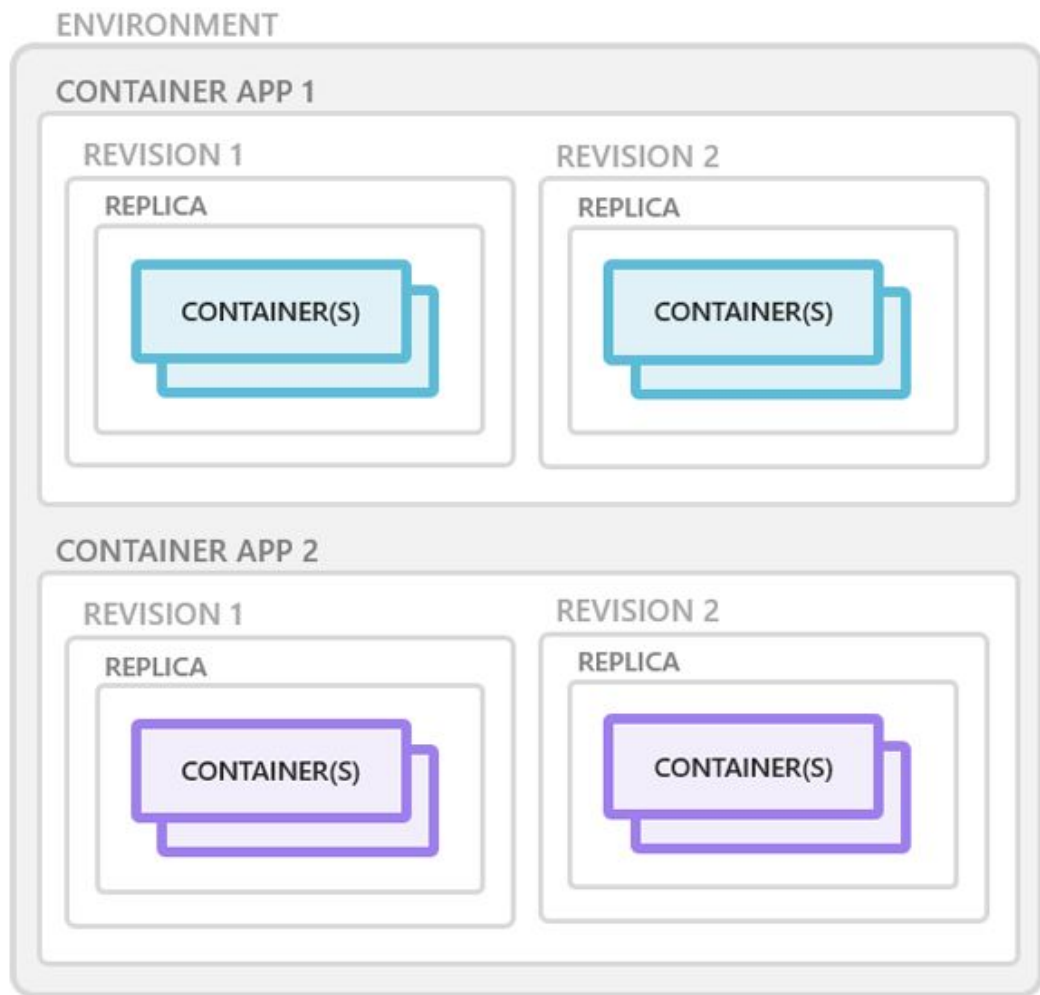 ENVIRONMENT
CONTAINER APP 1
REVISION 1
REVISION 2
REPLICA
REPLICA
CONTAINER(S)
CONTAINER(S)
CONTAINER APP 2
REVISION 1
REVISION 2
REPLICA
REPLICA
CONTAINER(S)
CONTAINER(S)